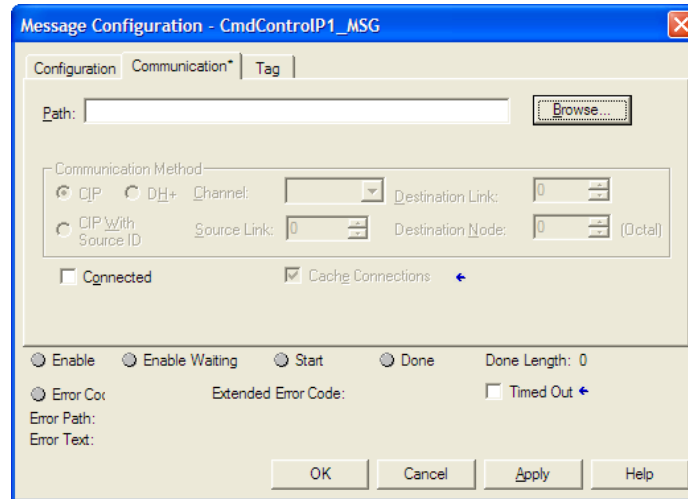 Message Configuration - CmdControlP1_MSG
Configuration Communication* Tag
Path: Browse...
Communication Method
CIP DH+ Channel: Destination Link: 0
CIP With Source ID Source Link: 0 Destination Node: 0 (Octal)
Connected Cache Connections
Enable Enable Waiting Start Done Done Length: 0
Error Coc Extended Error Code: Timed Out
Error Path:
Error Text:
OK Cancel Apply Help